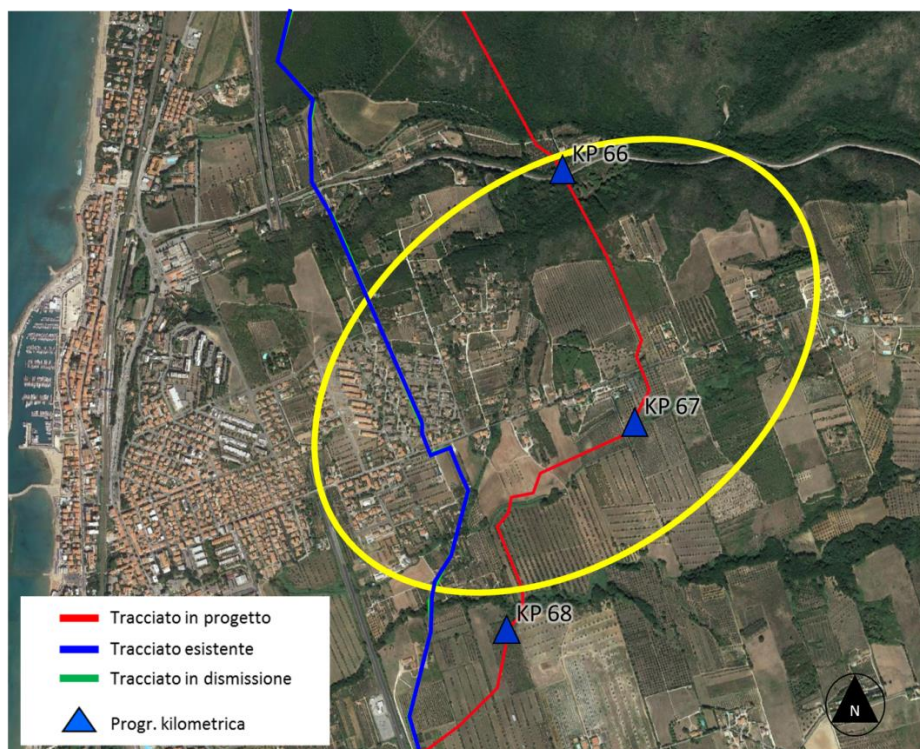 KP 66
KP 67
KP 68
Tracciato in progetto
Tracciato esistente
Tracciato in dismissione
Progr. kilometrica
N